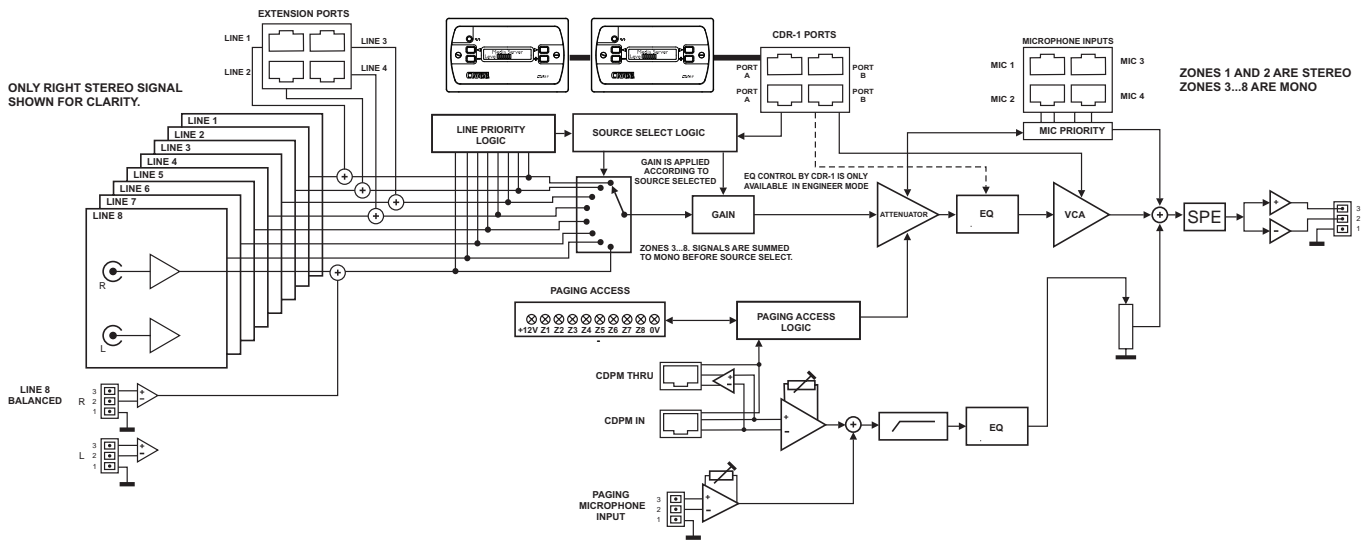 EXTENSION PORTS
LINE 1
LINE 3
LINE 2
LINE 4
ONLY RIGHT STEREO SIGNAL
SHOWN FOR CLARITY.
LINE 1
LINE 2
LINE 3
LINE 4
LINE 5
LINE 6
LINE 7
LINE 8
R
L
LINE 8
BALANCED
R
3
2
1
L
3
2
1
Media Server
Level
Media Server
Level
CDR-1 PORTS
PORT
A
PORT
B
PORT
A
PORT
B
MICROPHONE INPUTS
MIC 1
MIC 3
MIC 2
MIC 4
MIC PRIORITY
ZONES 1 AND 2 ARE STEREO
ZONES 3...8 ARE MONO
LINE PRIORITY
LOGIC
SOURCE SELECT LOGIC
GAIN IS APPLIED
ACCORDING TO
SOURCE SELECTED
EQ CONTROL BY CDR-1 IS ONLY
AVAILABLE IN ENGINEER MODE
GAIN
ATTENUATOR
EQ
VCA
SPE
+
-
3
2
1
ZONES 3...8. SIGNALS ARE SUMMED
TO MONO BEFORE SOURCE SELECT.
PAGING ACCESS
+12V Z1 Z2 Z3 Z4 Z5 Z6 Z7 Z8 0V
-
PAGING ACCESS
LOGIC
CDPM THRU
CDPM IN
EQ
PAGING
MICROPHONE
INPUT
3
2
1